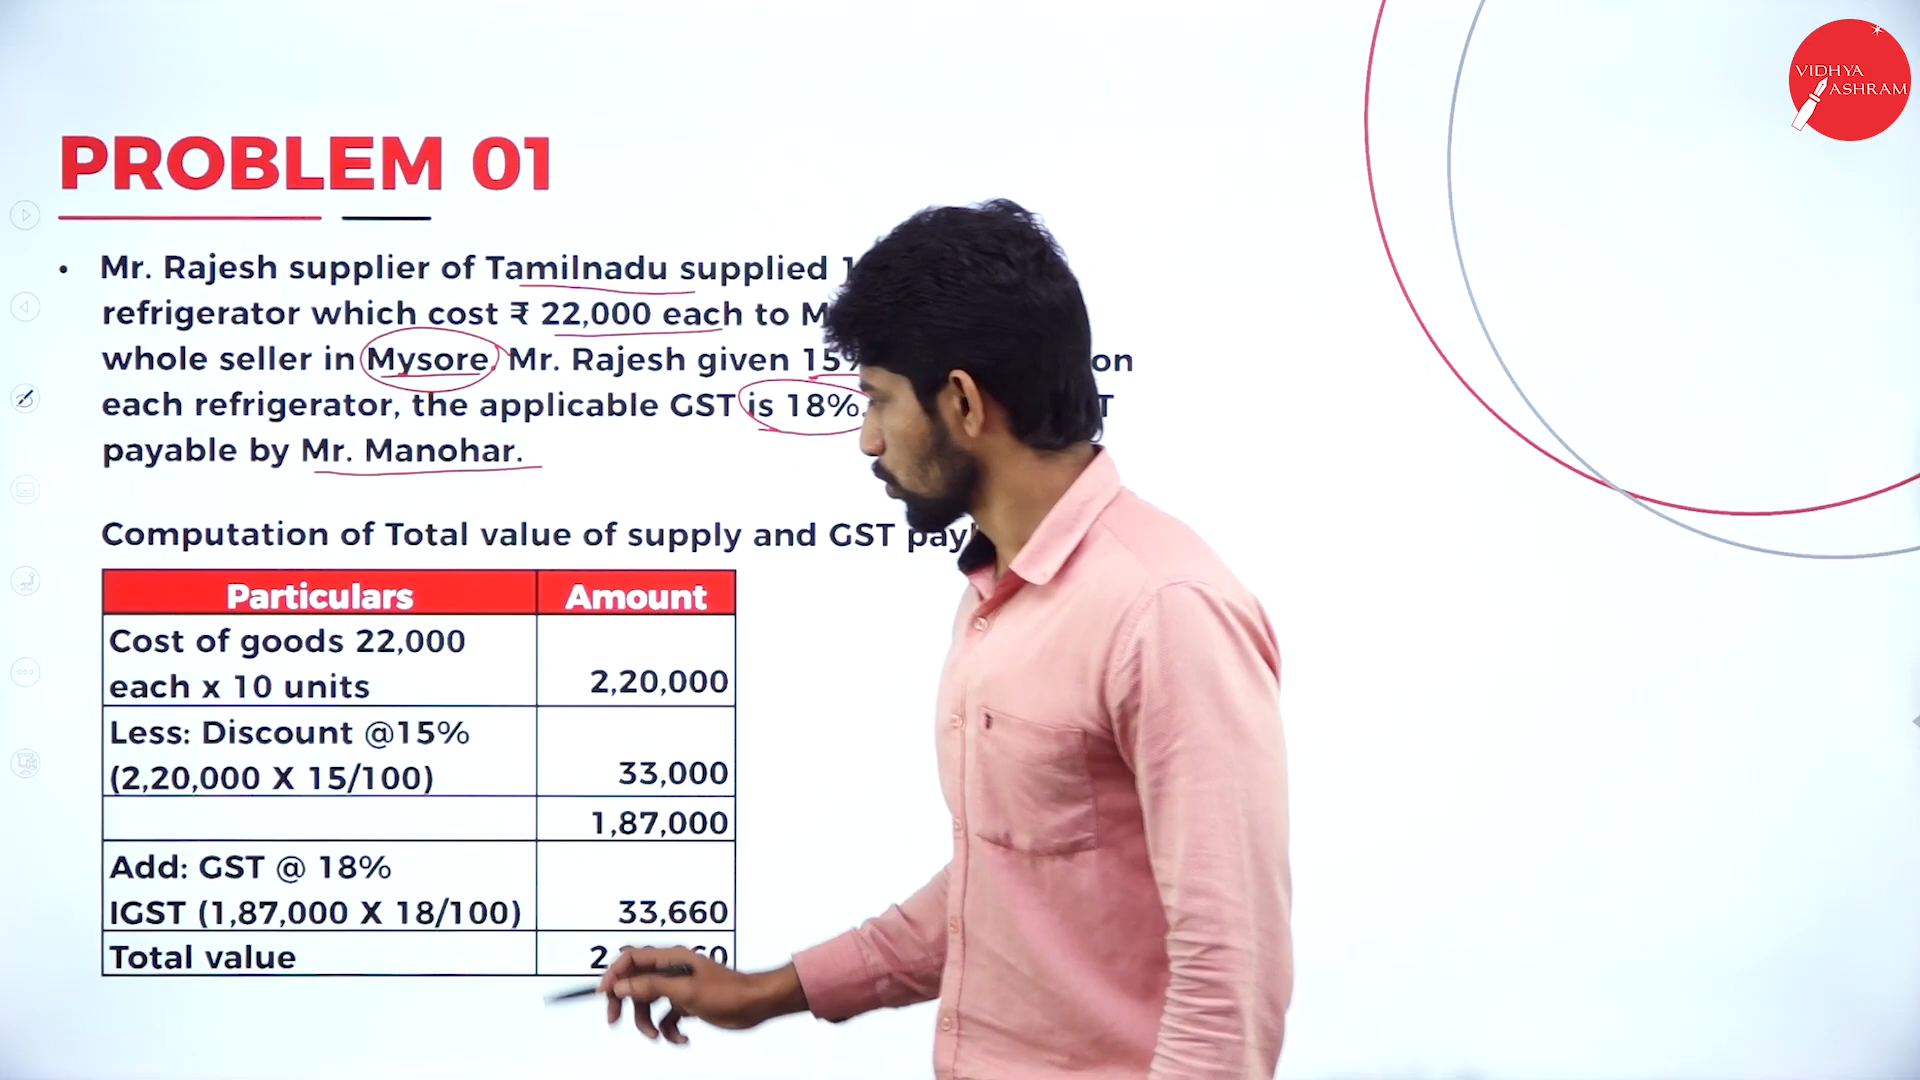 VIDHYA
ASHRAM
PROBLEM 01
• Mr. Rajesh supplier of Tamilnadu supplied
refrigerator which cost ₹ 22,000 each to
whole seller in Mysore. Mr. Rajesh given 15% on
each refrigerator, the applicable GST is 18%.
payable by Mr. Manohar.
Computation of Total value of supply and GST
Particulars Amount
Cost of goods 22,000
each x 10 units 2,20,000
Less: Discount @15%
(2,20,000 X 15/100) 33,000
1,87,000
Add: GST @ 18%
IGST (1,87,000 X 18/100) 33,660
Total value